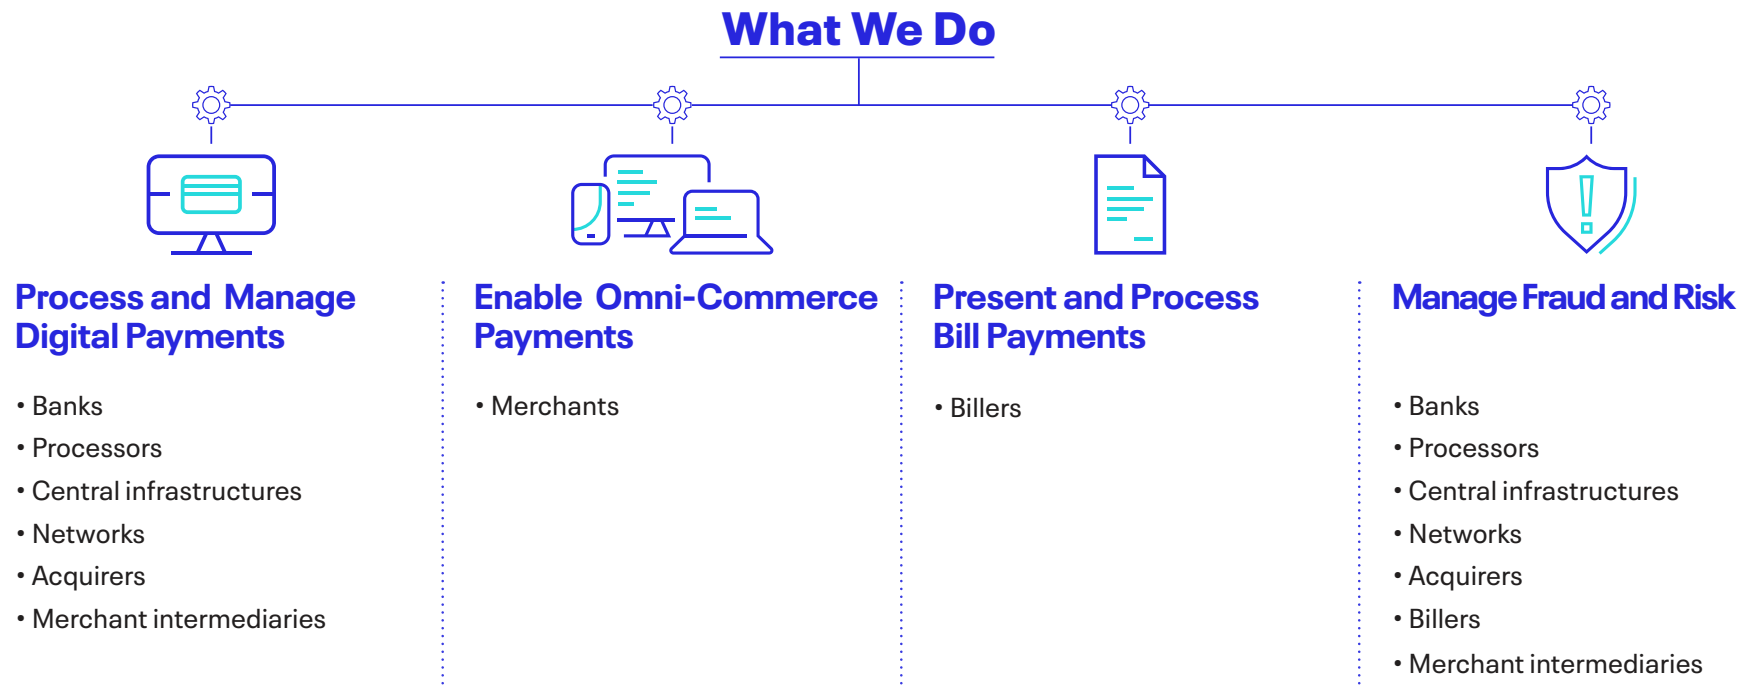 What We Do
Process and Manage
Digital Payments
• Banks
• Processors
• Central infrastructures
• Networks
• Acquirers
• Merchant intermediaries
Enable Omni-Commerce
Payments
• Merchants
Present and Process
Bill Payments
• Billers
Manage Fraud and Risk
• Banks
• Processors
• Central infrastructures
• Networks
• Acquirers
• Billers
• Merchant intermediaries